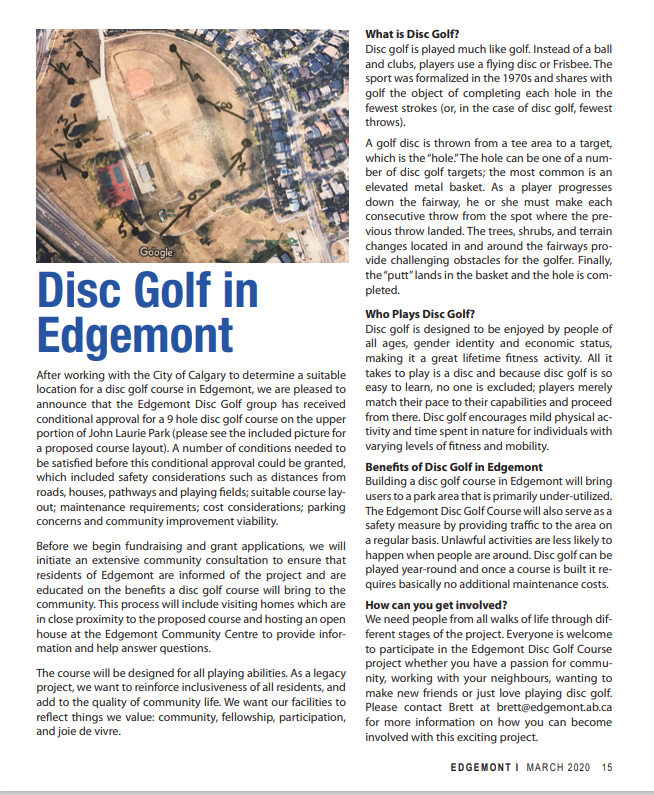 Google
Disc Golf in
Edgemont
After working with the City of Calgary to determine a suitable
location for a disc golf course in Edgemont, we are pleased to
announce that the Edgemont Disc Golf group has received
conditional approval for a 9 hole disc golf course on the upper
portion of John Laurie Park (please see the included picture for
a proposed course layout). A number of conditions needed to
be satisfied before this conditional approval could be granted,
which included safety considerations such as distances from
roads, houses, pathways and playing fields; suitable course lay-
out; maintenance requirements; cost considerations; parking
concerns and community improvement viability.
Before we begin fundraising and grant applications, we will
initiate an extensive community consultation to ensure that
residents of Edgemont are informed of the project and are
educated on the benefits a disc golf course will bring to the
community. This process will include visiting homes which are
in close proximity to the proposed course and hosting an open
house at the Edgemont Community Centre to provide infor-
mation and help answer questions.
The course will be designed for all playing abilities. As a legacy
project, we want to reinforce inclusiveness of all residents, and
add to the quality of community life. We want our facilities to
reflect things we value: community, fellowship, participation,
and joie de vivre.
What is Disc Golf?
Disc golf is played much like golf. Instead of a ball
and clubs, players use a flying disc or Frisbee. The
sport was formalized in the 1970s and shares with
golf the object of completing each hole in the
fewest strokes (or, in the case of disc golf, fewest
throws).
A golf disc is thrown from a tee area to a target,
which is the “hole.” The hole can be one of a num-
ber of disc golf targets; the most common is an
elevated metal basket. As a player progresses
down the fairway, he or she must make each
consecutive throw from the spot where the pre-
vious throw landed. The trees, shrubs, and terrain
changes located in and around the fairways pro-
vide challenging obstacles for the golfer. Finally,
the “putt” lands in the basket and the hole is com-
pleted.
Who Plays Disc Golf?
Disc golf is designed to be enjoyed by people of
all ages, gender identity and economic status,
making it a great lifetime fitness activity. All it
takes to play is a disc and because disc golf is so
easy to learn, no one is excluded; players merely
match their pace to their capabilities and proceed
from there. Disc golf encourages mild physical ac-
tivity and time spent in nature for individuals with
varying levels of fitness and mobility.
Benefits of Disc Golf in Edgemont
Building a disc golf course in Edgemont will bring
users to a park area that is primarily under-utilized.
The Edgemont Disc Golf Course will also serve as a
safety measure by providing traffic to the area on
a regular basis. Unlawful activities are less likely to
happen when people are around. Disc golf can be
played year-round and once a course is built it re-
quires basically no additional maintenance costs.
How can you get involved?
We need people from all walks of life through dif-
ferent stages of the project. Everyone is welcome
to participate in the Edgemont Disc Golf Course
project whether you have a passion for commu-
nity, working with your neighbours, wanting to
make new friends or just love playing disc golf.
Please contact Brett at brett@edgemont.ab.ca
for more information on how you can become
involved with this exciting project.
EDGEMONT I MARCH 2020 15